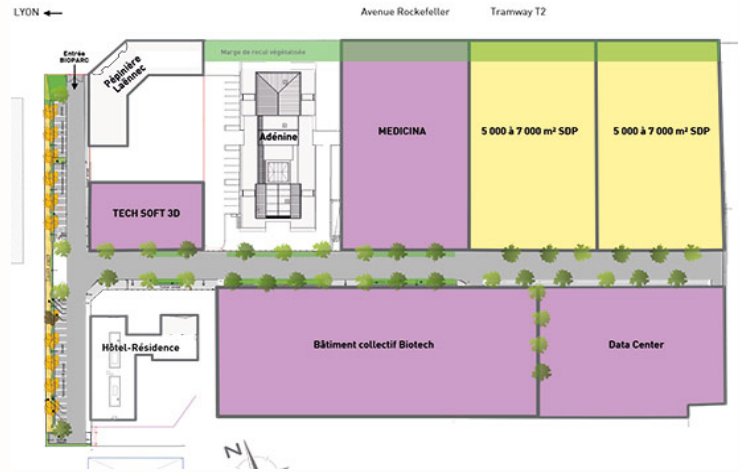 LYON
Avenue Rockefeller
Tramway T2
Entrée
BIOPARC
Pépinière
Laënnec
Marge de recul végétalisée
Adénine
MEDICINA
5 000 à 7 000 m² SDP
5 000 à 7 000 m² SDP
TECH SOFT 3D
Hôtel-Résidence
Bâtiment collectif Biotech
Data Center
N